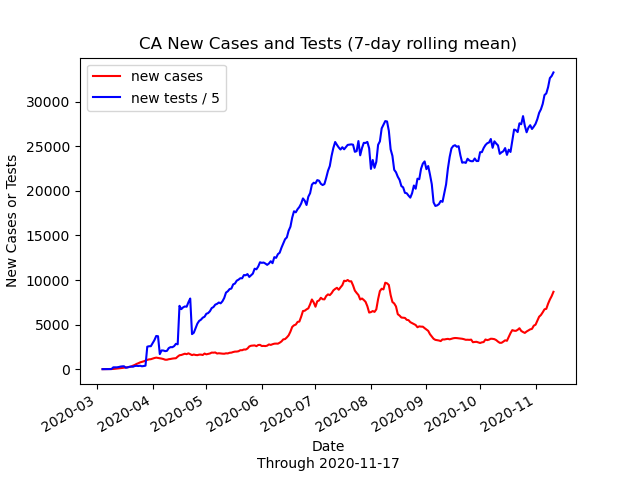 CA New Cases and Tests (7-day rolling mean)
new cases
new tests / 5
New Cases or Tests
30000
25000
20000
15000
10000
5000
0
2020-03
2020-04
2020-05
2020-06
2020-07
2020-08
2020-09
2020-10
2020-11
Date
Through 2020-11-17